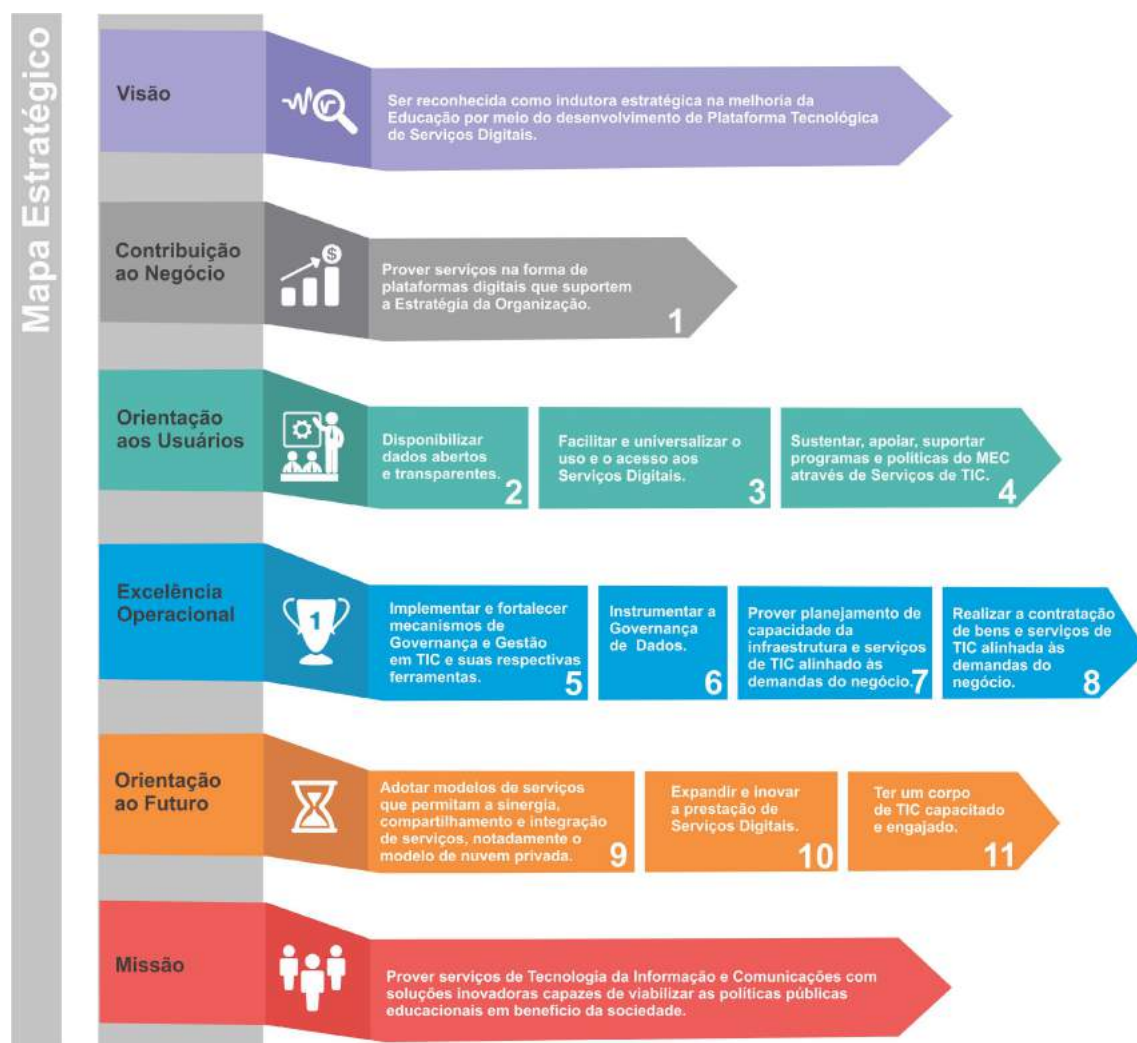 Mapa Estratégico
Visão
Ser reconhecida como indutora estratégica na melhoria da
Educação por meio do desenvolvimento de Plataforma Tecnológica
de Serviços Digitais.
Contribuição
ao Negócio
$
Prover serviços na forma de
plataformas digitais que suportem
a Estratégia da Organização.
1
Orientação
aos Usuários
Disponibilizar
dados abertos
e transparentes.
2
Facilitar e universalizar o
uso e o acesso aos
Serviços Digitais.
3
Sustentar, apoiar, suportar
programas e políticas do MEC
através de Serviços de TIC.
4
Excelência
Operacional
1
Implementar e fortalecer
mecanismos de
Governança e Gestão
em TIC e suas respectivas
ferramentas.
5
Instrumentar a
Governança
de Dados.
6
Prover planejamento de
capacidade da
infraestrutura e serviços
de TIC alinhado às
demandas do negócio.
7
Realizar a contratação
de bens e serviços de
TIC alinhada às
demandas do
negócio.
8
Orientação
ao Futuro
Adotar modelos de serviços
que permitam a sinergia,
compartilhamento e integração
de serviços, notadamente o
modelo de nuvem privada.
9
Expandir e inovar
a prestação de
Serviços Digitais.
10
Ter um corpo
de TIC capacitado
e engajado.
11
Missão
Prover serviços de Tecnologia da Informação e Comunicações com
soluções inovadoras capazes de viabilizar as políticas públicas
educacionais em benefício da sociedade.